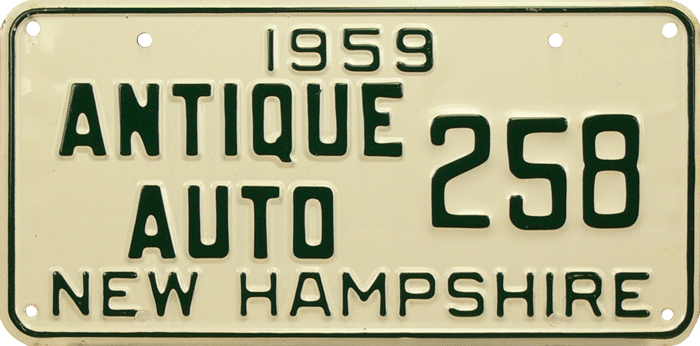 1959
ANTIQUE 258
AUTO
NEW HAMPSHIRE